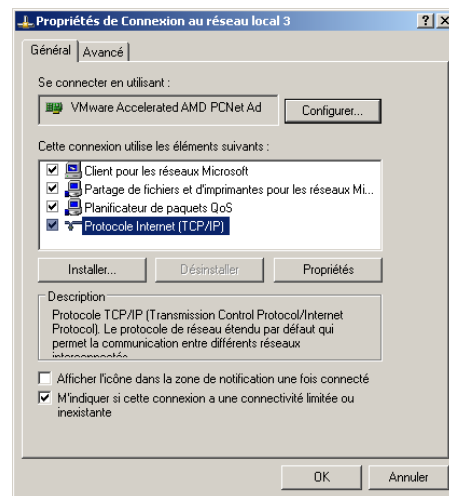 Propriétés de Connexion au réseau local 3
Général
Avancé
Se connecter en utilisant :
VMware Accelerated AMD PCNet Ad
Configurer...
Cette connexion utilise les éléments suivants :
Client pour les réseaux Microsoft
Partage de fichiers et d'imprimantes pour les réseaux Mi...
Planificateur de paquets QoS
Protocole Internet (TCP/IP)
Installer...
Désinstaller
Propriétés
Description
Protocole TCP/IP (Transmission Control Protocol/Internet
Protocol). Le protocole de réseau étendu par défaut qui
permet la communication entre différents réseaux
interconnectés
Afficher l'icône dans la zone de notification une fois connecté
M'indiquer si cette connexion a une connectivité limitée ou
inexistante
OK
Annuler